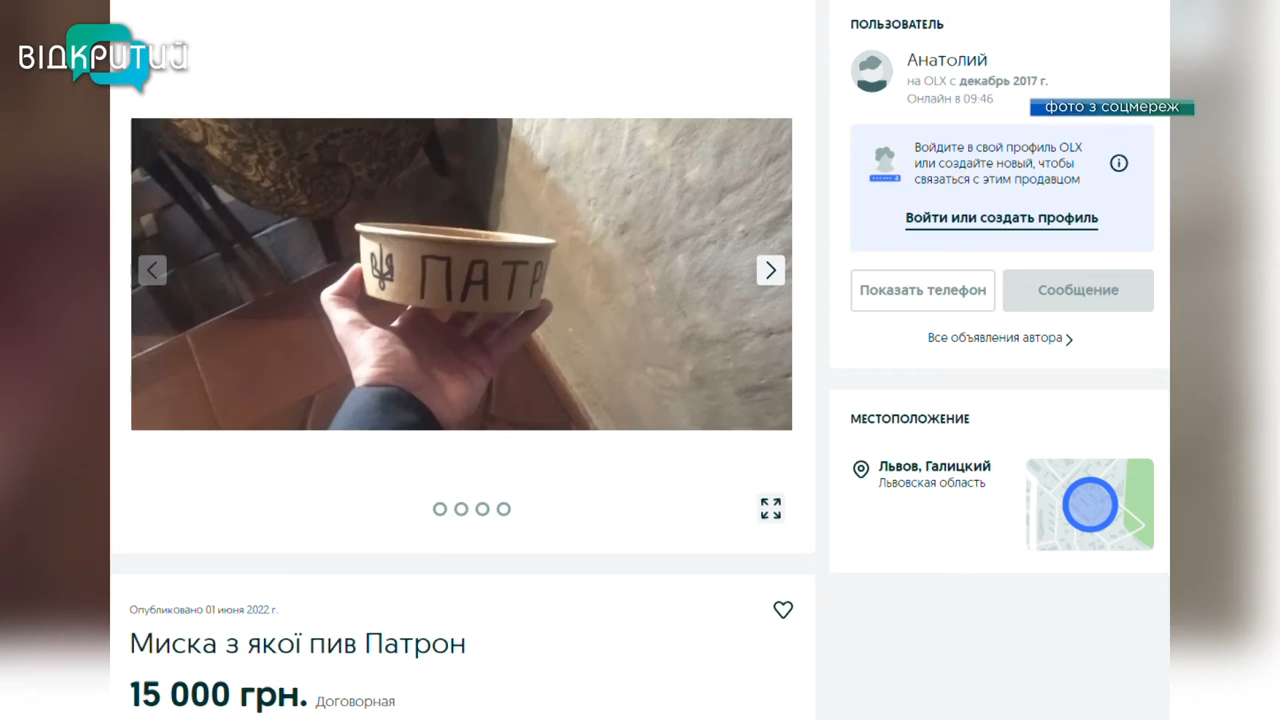 ВІДКРИТИЙ
ПАТР
Опубликовано 01 июня 2022 г.
Миска з якої пив Патрон
15 000 грн. Договорная
ПОЛЬЗОВАТЕЛЬ
Анатолий
на OLX с декабрь 2017 г.
Онлайн в 09:46
фото з соцмереж
Войдите в свой профиль OLX
или создайте новый, чтобы
связаться с этим продавцом
Войти или создать профиль
Показать телефон
Сообщение
Все объявления автора
МЕСТОПОЛОЖЕНИЕ
Львов, Галицкий
Львовская область